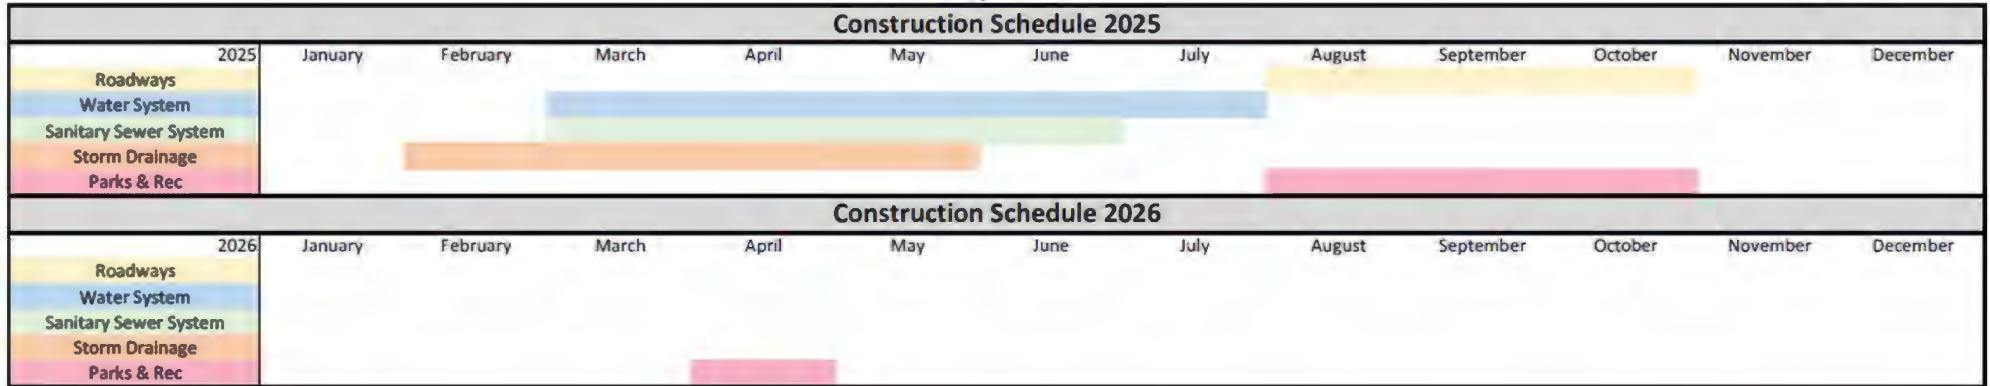 Construction Schedule 2025
2025 January February March April May June July August September October November December
Roadways
Water System
Sanitary Sewer System
Storm Drainage
Parks & Rec
Construction Schedule 2026
2026 January February March April May June July August September October November December
Roadways
Water System
Sanitary Sewer System
Storm Drainage
Parks & Rec